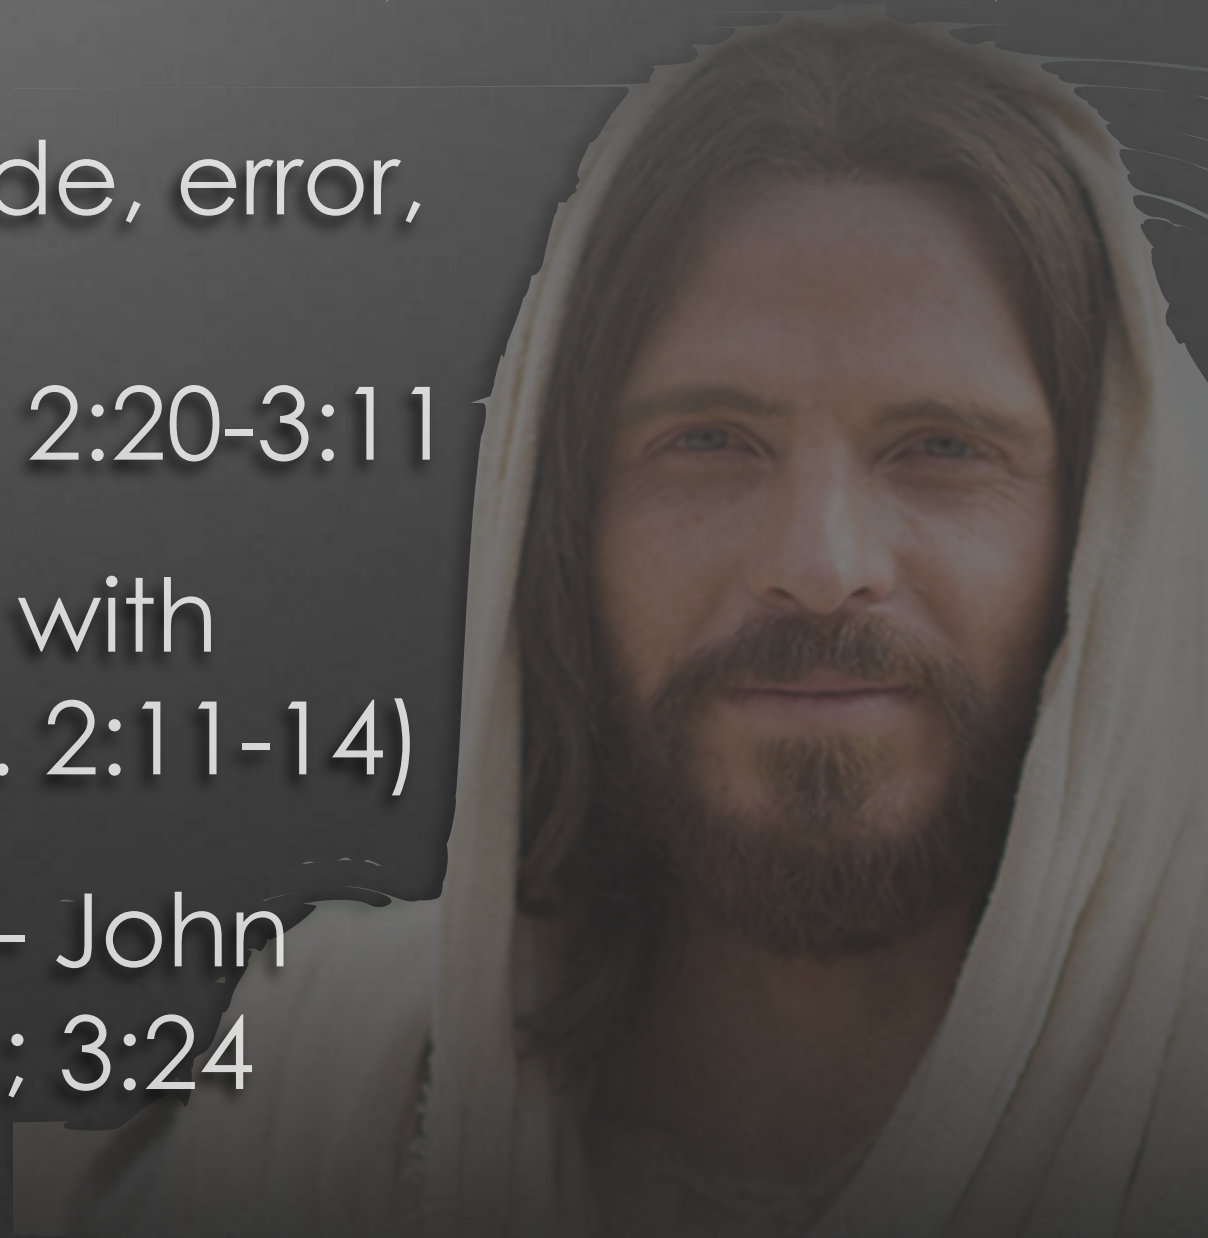 de, error,
2:20-3:11
with
. 2:11-14)
- John
; 3:24